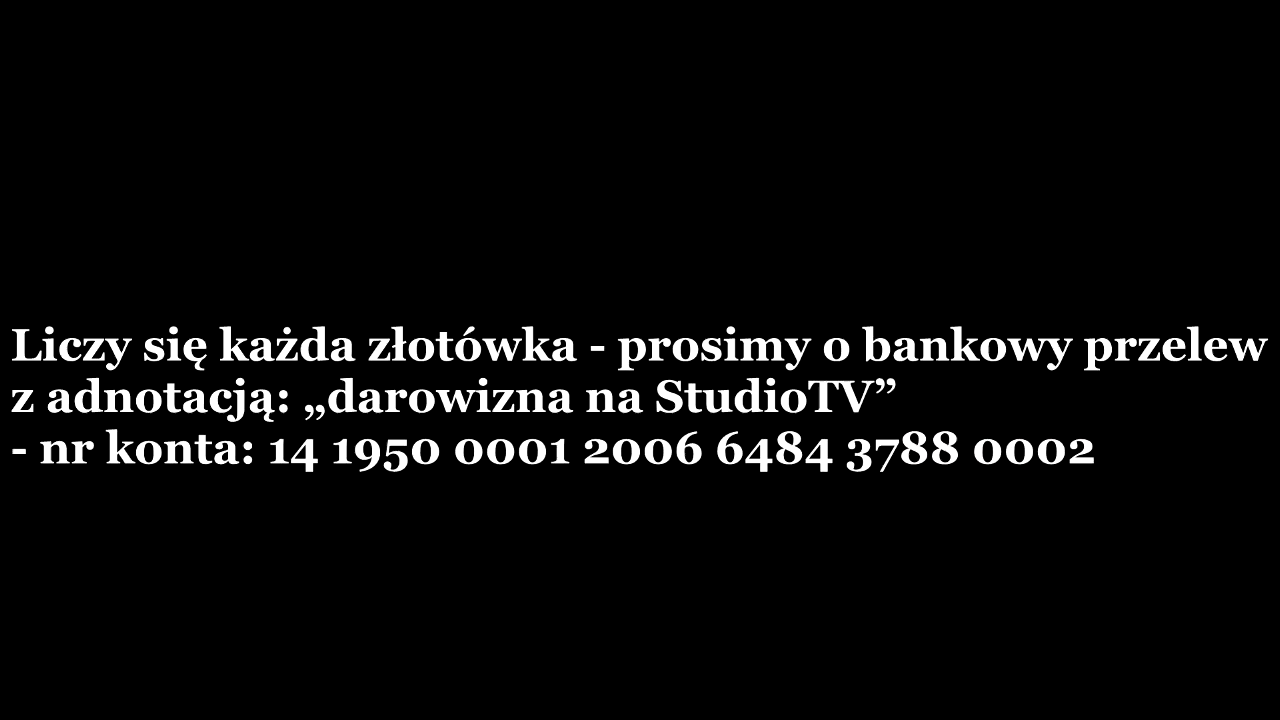 Liczy się każda złotówka - prosimy o bankowy przelew
z adnotacją: „darowizna na StudioTV”
- nr konta: 14 1950 0001 2006 6484 3788 0002